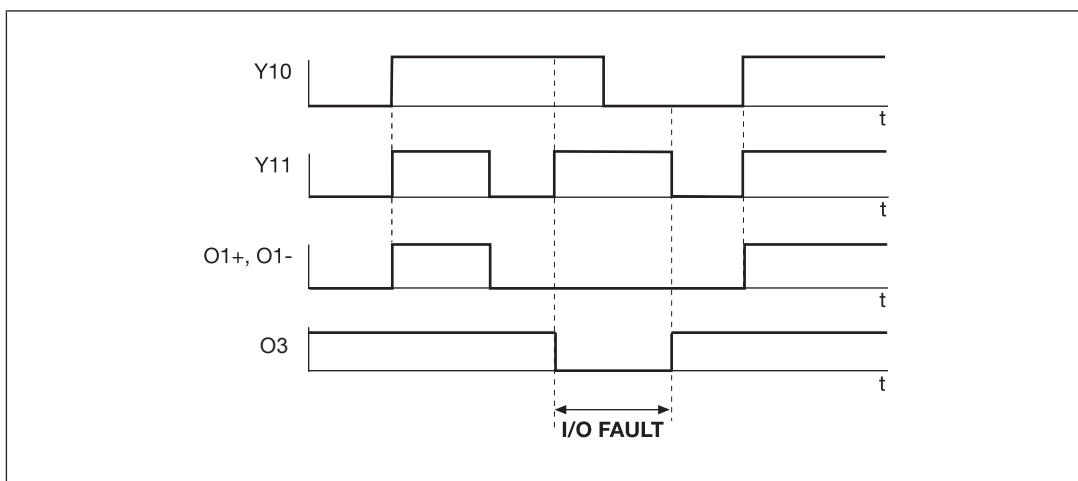 Y10
t
Y11
t
O1+, O1-
t
O3
t
I/O FAULT